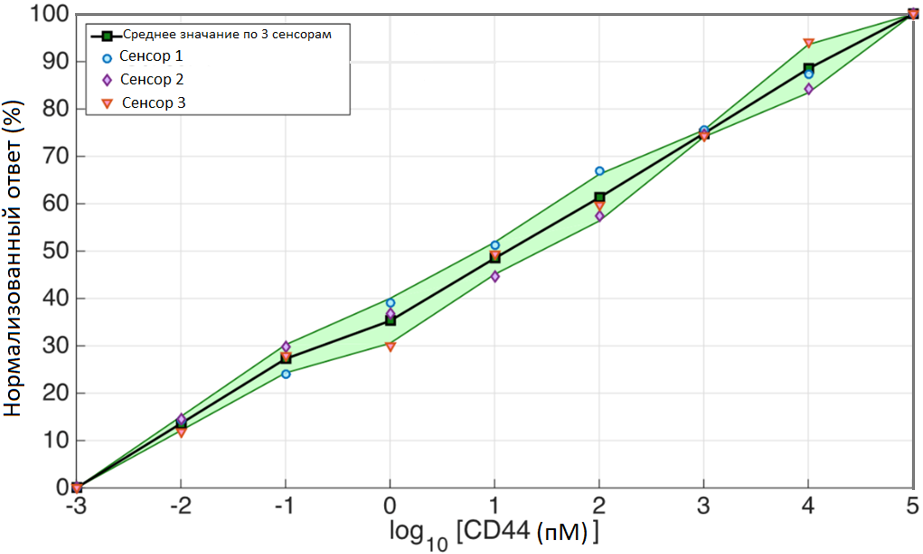 100
90
80
70
60
50
40
30
20
10
0
Нормализованный ответ (%)
Среднее значение по 3 сенсорам
Сенсор 1
Сенсор 2
Сенсор 3
-3 -2 -1 0 1 2 3 4 5
log10 [CD44 (пМ) ]